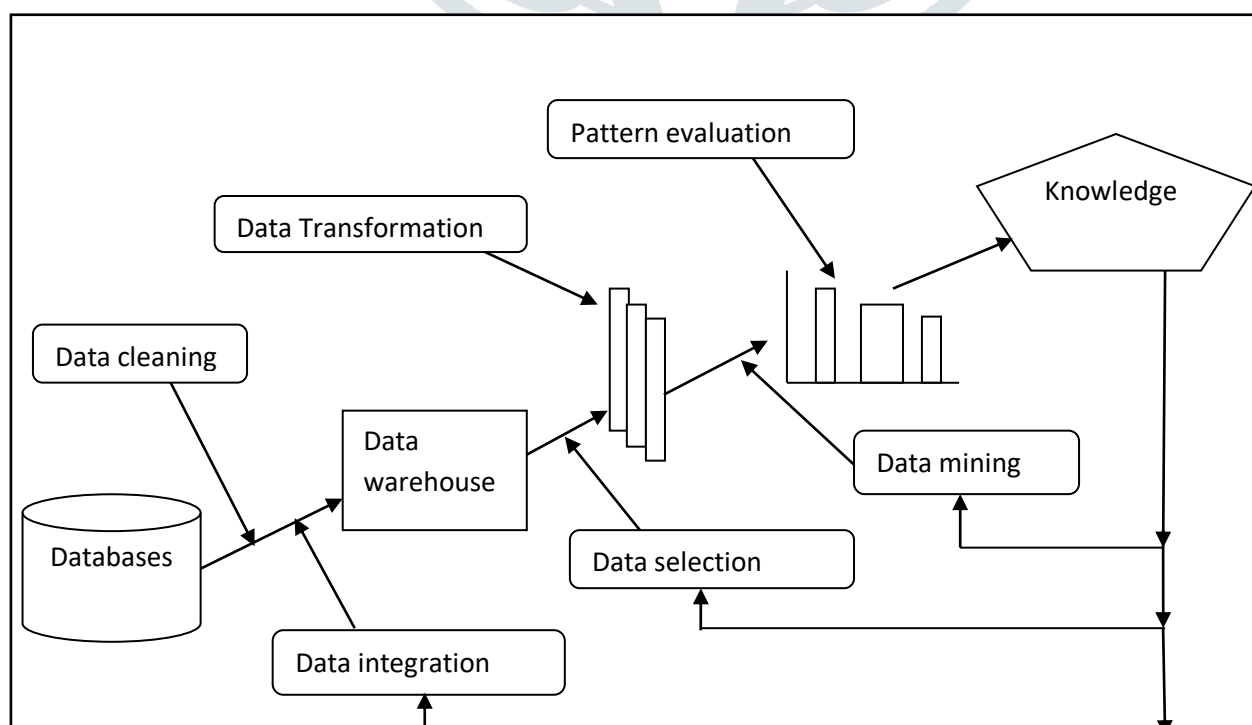 Pattern evaluation
Knowledge
Data Transformation
Data cleaning
Data
warehouse
Data mining
Databases
Data selection
Data integration